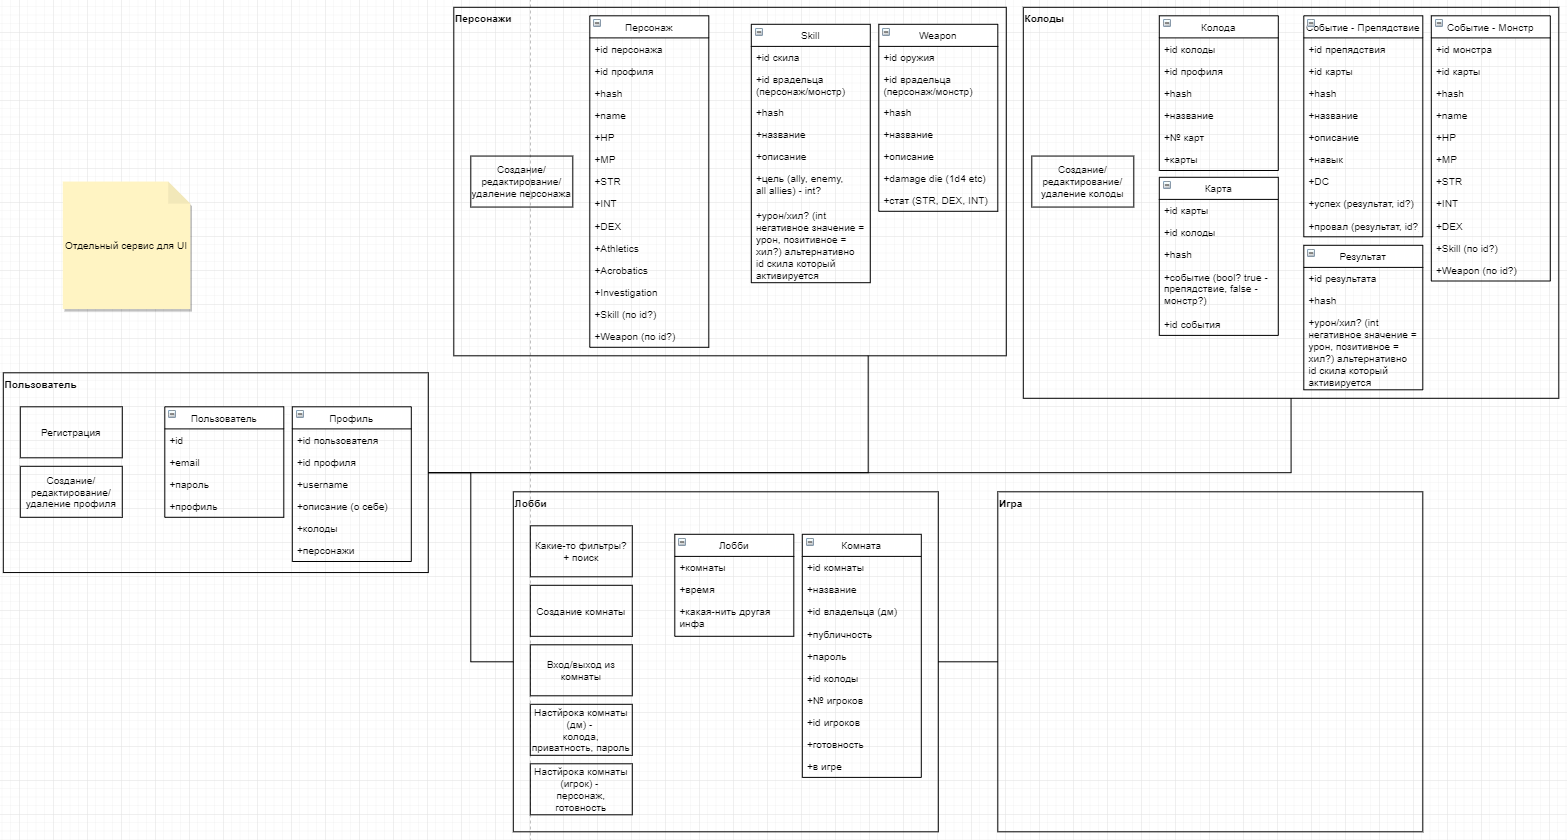 Персонажи
Создание/
редактирование/
удаление персонажа
Персонаж
+id персонажа
+id профиля
+hash
+name
+HP
+MP
+STR
+INT
+DEX
+Athletics
+Acrobatics
+Investigation
+Skill (по id?)
+Weapon (по id?)
Skill
+id скила
+id врадельца
(персонаж/монстр)
+hash
+название
+описание
+цель (ally, enemy,
all allies) - int?
+урон/хил? (int
негативное значение =
урон, позитивное =
хил?) альтернативно
id скила который
активируется
Weapon
+id оружия
+id врадельца
(персонаж/монстр)
+hash
+название
+описание
+damage die (1d4 etc)
+стат (STR, DEX, INT)
Колоды
Создание/
редактирование/
удаление колоды
Колода
+id колоды
+id профиля
+hash
+название
+№ карт
+карты
Карта
+id карты
+id колоды
+hash
+событие (bool? true -
препядствие, false -
монстр?)
+id события
Событие - Препядствие
+id препядствия
+id карты
+hash
+название
+описание
+навык
+DC
+успех (результат, id?)
+провал (результат, id?
Результат
+id результата
+hash
+урон/хил? (int
негативное значение =
урон, позитивное =
хил?) альтернативно
id скила который
активируется
Событие - Монстр
+id монстра
+id карты
+hash
+name
+HP
+MP
+STR
+INT
+DEX
+Skill (по id?)
+Weapon (по id?)
Отдельный сервис для UI
Пользователь
Регистрация
Создание/
редактирование/
удаление профиля
Пользователь
+id
+email
+пароль
+профиль
Профиль
+id пользователя
+id профиля
+username
+описание (о себе)
+колоды
+персонажи
Лобби
Какие-то фильтры?
+ поиск
Создание комнаты
Вход/выход из
комнаты
Настйрока комнаты
(дм) -
колода,
приватность, пароль
Настйрока комнаты
(игрок) -
персонаж,
готовность
Лобби
+комнаты
+время
+какая-нить другая
инфа
Комната
+id комнаты
+название
+id владельца (дм)
+публичность
+пароль
+id колоды
+№ игроков
+id игроков
+готовность
+в игре
Игра